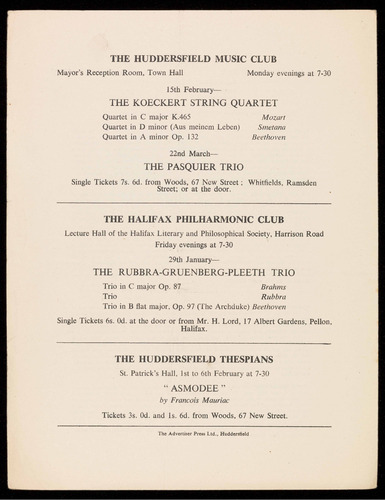 THE HUDDERSFIELD MUSIC CLUB
Mayor's Reception Room, Town Hall Monday evenings at 7-30
15th February—
THE KOECKERT STRING QUARTET
Quartet in C major K.465 Mozart
Quartet in D minor (Aus meinem Leben) Smetana
Quartet in A minor Op. 132 Beethoven
22nd March—
THE PASQUIER TRIO
Single Tickets 7s. 6d. from Woods, 67 New Street; Whitfields, Ramsden
Street; or at the door.
THE HALIFAX PHILHARMONIC CLUB
Lecture Hall of the Halifax Literary and Philosophical Society, Harrison Road
Friday evenings at 7-30
29th January—
THE RUBBRA-GRUENBERG-PLEETH TRIO
Trio in C major Op. 87 Brahms
Trio Rubbra
Trio in B flat major, Op. 97 (The Archduke) Beethoven
Single Tickets 6s. 0d. at the door or from Mr. H. Lord, 17 Albert Gardens, Pellon,
Halifax.
THE HUDDERSFIELD THESPIANS
St. Patrick's Hall, 1st to 6th February at 7-30
"ASMODEE"
by Francois Mauriac
Tickets 3s. 0d. and 1s. 6d. from Woods, 67 New Street.
The Advertiser Press Ltd., Huddersfield